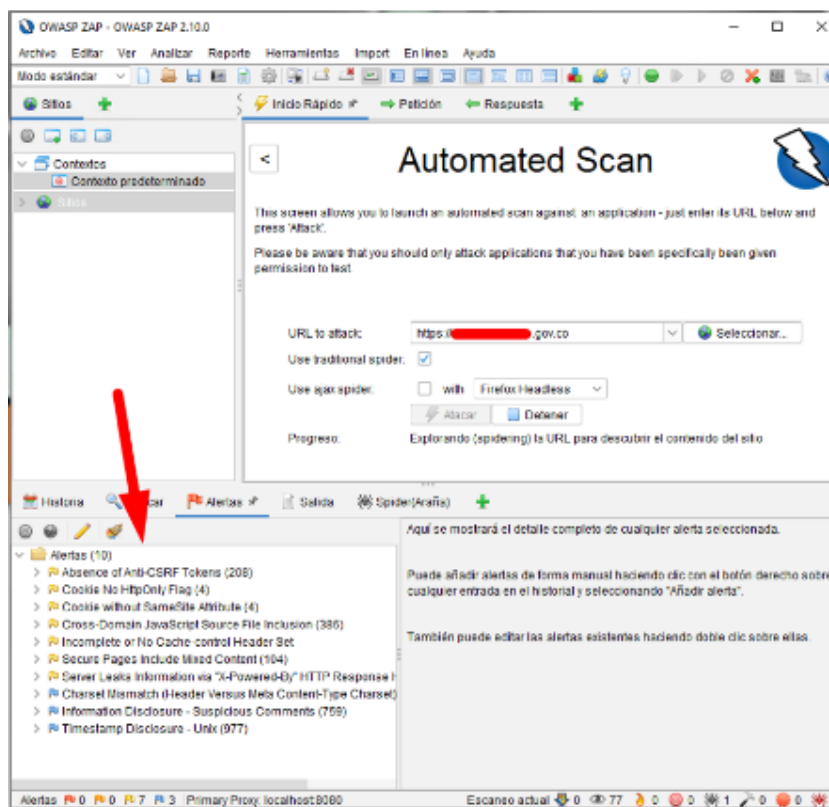 OWASP ZAP - OWASP ZAP 2.10.0
Archivo Editar Ver Analizar Reporte Herramientas Import En línea Ayuda
Modo estándar
Sitios
Inicio Rápido Petición Respuesta
Contextos
Contexto predeterminado
Sitios
<
Automated Scan
This screen allows you to launch an automated scan against an application - just enter its URL below and
press 'Attack'.
Please be aware that you should only attack applications that you have been specifically been given
permission to test.
URL to attack: https:// .gov.co Seleccionar...
Use traditional spider:
Use ajax spider: with Firefox Headless
Atacar Detener
Progreso: Explorando (spidering) la URL para descubrir el contenido del sitio
Historia Alertas Salida Spider(Araña)
Alertas (10)
Absence of Anti-CSRF Tokens (208)
Cookie No HttpOnly Flag (4)
Cookie without SameSite Attribute (4)
Cross-Domain JavaScript Source File Inclusion (386)
Incomplete or No Cache-control Header Set
Secure Pages Include Mixed Content (104)
Server Leaks Information via "X-Powered-By" HTTP Response
Charset Mismatch (Header Versus Meta Content-Type Charset)
Information Disclosure - Suspicious Comments (759)
Timestamp Disclosure - Unix (977)
Aquí se mostrará el detalle completo de cualquier alerta seleccionada.
Puede añadir alertas de forma manual haciendo clic con el botón derecho sobre
cualquier entrada en el historial y seleccionando "Añadir alerta".
También puede editar las alertas existentes haciendo doble clic sobre ellas.
Alertas 0 0 7 3 Primary Proxy: localhost:8080 Escaneo actual 0 77 0 0 1 0 0